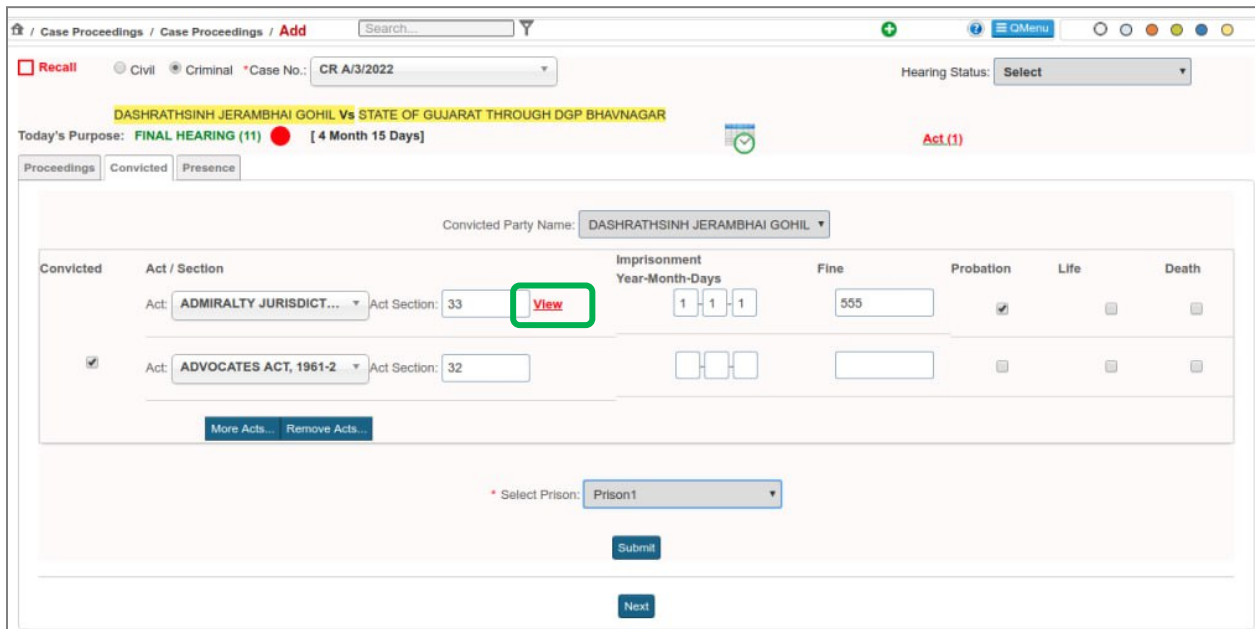 / Case Proceedings / Case Proceedings / Add Search... QMenu
Recall Civil Criminal *Case No.: CR A/3/2022 Hearing Status: Select
DASHRATHSINH JERAMBHAI GOHIL Vs STATE OF GUJARAT THROUGH DGP BHAVNAGAR
Today's Purpose: FINAL HEARING (11) [ 4 Month 15 Days] Act (1)
Proceedings Convicted Presence
Convicted Party Name: DASHRATHSINH JERAMBHAI GOHIL
Convicted Act / Section Imprisonment Year-Month-Days Fine Probation Life Death
Act: ADMIRALTY JURISDICT... Act Section: 33 View 1 - 1 - 1 555
Act: ADVOCATES ACT, 1961-2 Act Section: 32 - -
More Acts... Remove Acts...
* Select Prison: Prison1
Submit
Next